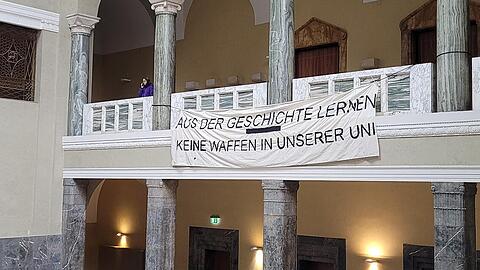 AUS DER GESCHICHTE LERNEN
KEINE WAFFEN IN UNSERER UNI